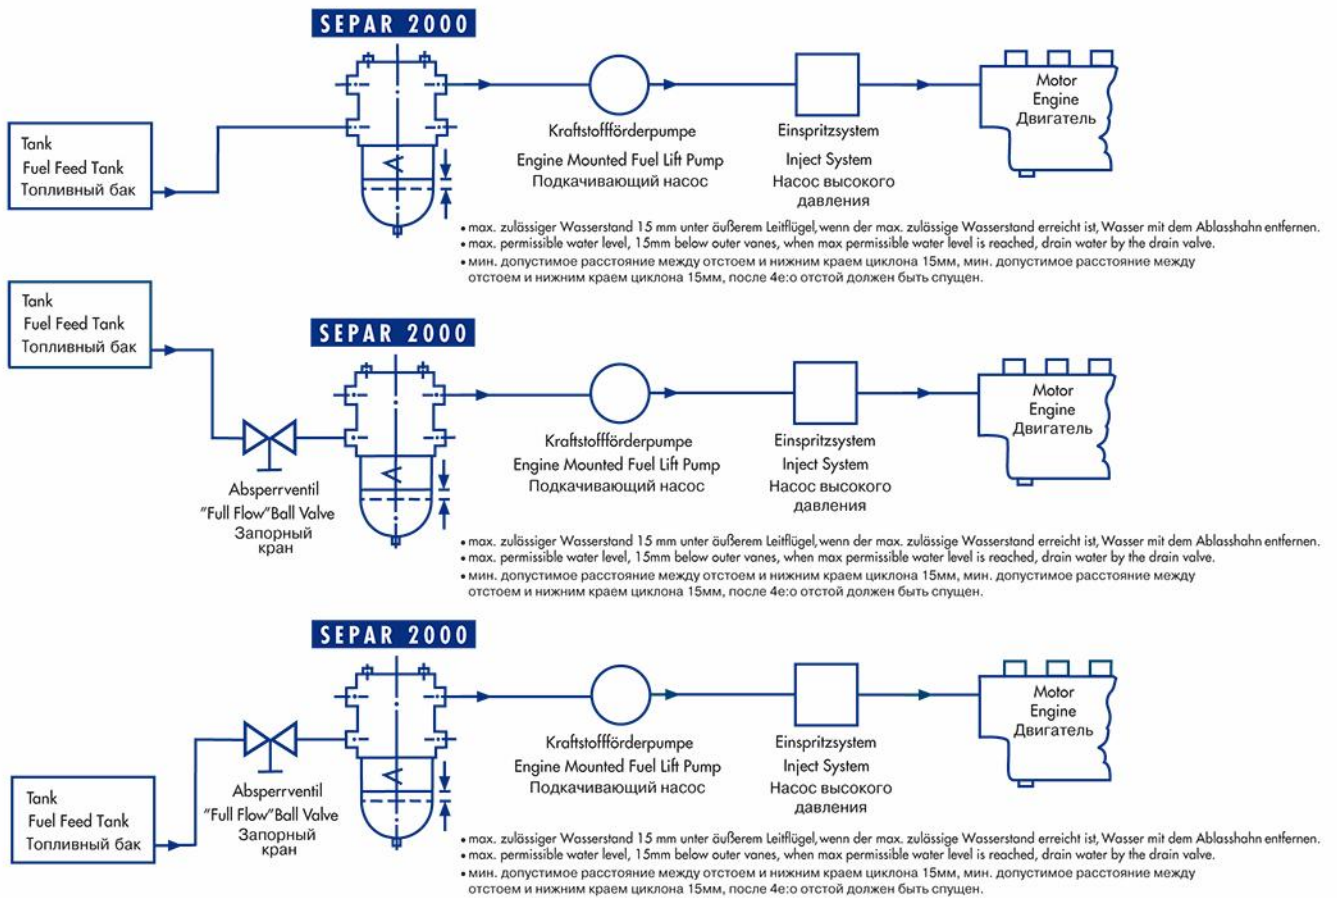 SEPAR 2000
Tank
Fuel Feed Tank
Топливный бак
Kraftstoffförderpumpe
Engine Mounted Fuel Lift Pump
Подкачивающий насос
Einspritzsystem
Inject System
Насос высокого
давления
Motor
Engine
Двигатель
• max. zulässiger Wasserstand 15 mm unter äußerem Leitflügel, wenn der max. zulässige Wasserstand erreicht ist, Wasser mit dem Ablasshahn entfernen.
• max. permissible water level, 15mm below outer vanes, when max permissible water level is reached, drain water by the drain valve.
• мин. допустимое расстояние между отстоем и нижним краем циклона 15мм, мин. допустимое расстояние между
отстоем и нижним краем циклона 15мм, после 4е:о отстой должен быть спущен.
SEPAR 2000
Tank
Fuel Feed Tank
Топливный бак
Absperrventil
"Full Flow"Ball Valve
Запорный
кран
Kraftstoffförderpumpe
Engine Mounted Fuel Lift Pump
Подкачивающий насос
Einspritzsystem
Inject System
Насос высокого
давления
Motor
Engine
Двигатель
• max. zulässiger Wasserstand 15 mm unter äußerem Leitflügel, wenn der max. zulässige Wasserstand erreicht ist, Wasser mit dem Ablasshahn entfernen.
• max. permissible water level, 15mm below outer vanes, when max permissible water level is reached, drain water by the drain valve.
• мин. допустимое расстояние между отстоем и нижним краем циклона 15мм, мин. допустимое расстояние между
отстоем и нижним краем циклона 15мм, после 4е:о отстой должен быть спущен.
SEPAR 2000
Tank
Fuel Feed Tank
Топливный бак
Absperrventil
"Full Flow"Ball Valve
Запорный
кран
Kraftstoffförderpumpe
Engine Mounted Fuel Lift Pump
Подкачивающий насос
Einspritzsystem
Inject System
Насос высокого
давления
Motor
Engine
Двигатель
• max. zulässiger Wasserstand 15 mm unter äußerem Leitflügel, wenn der max. zulässige Wasserstand erreicht ist, Wasser mit dem Ablasshahn entfernen.
• max. permissible water level, 15mm below outer vanes, when max permissible water level is reached, drain water by the drain valve.
• мин. допустимое расстояние между отстоем и нижним краем циклона 15мм, мин. допустимое расстояние между
отстоем и нижним краем циклона 15мм, после 4е:о отстой должен быть спущен.